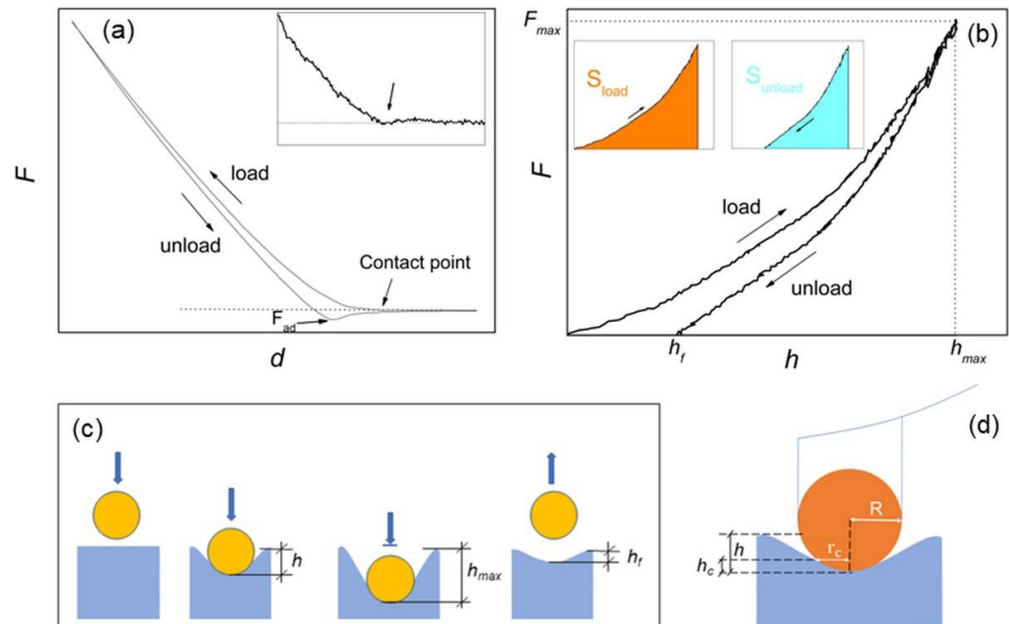 (a)
F
load
unload
Contact point
F_ad
d
F_max
(b)
S_load
S_unload
F
load
unload
h_f
h
h_max
(c)
h
h_max
h_f
(d)
R
r_c
h
h_c